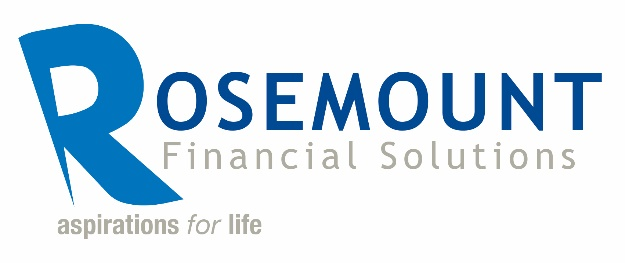 ROSEMOUNT
Financial Solutions
aspirations for life